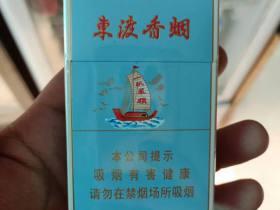 東渡香烟
本公司提示
吸烟有害健康
请勿在禁烟场所吸烟